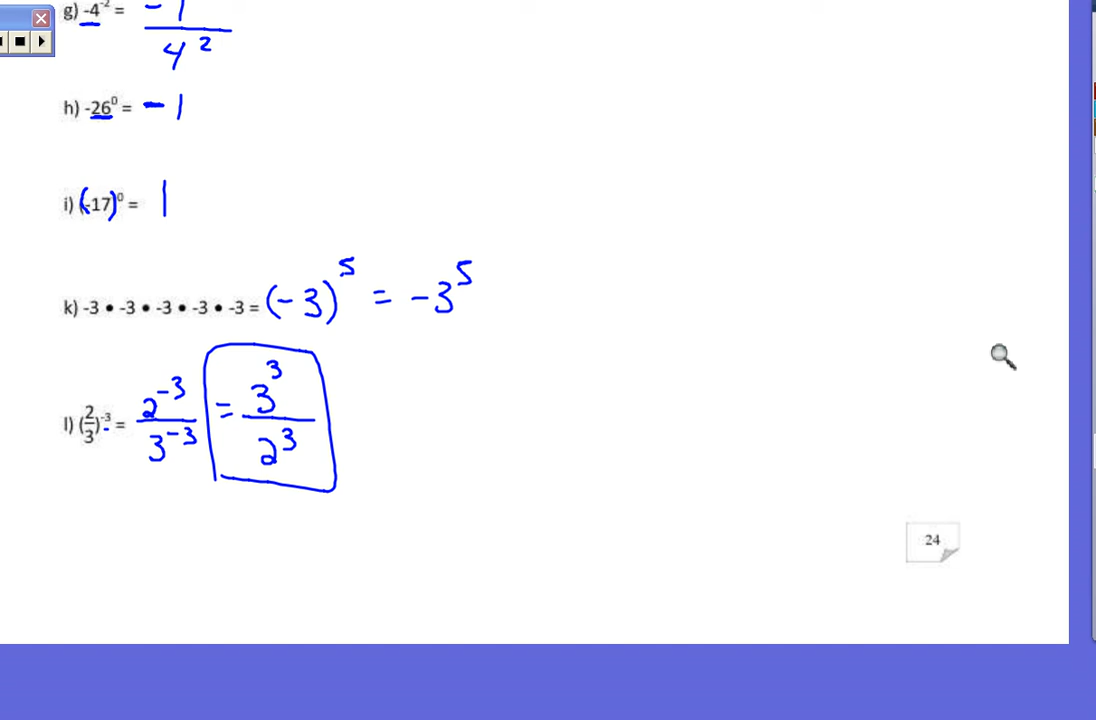 g) -4⁻² = -1/4²
h) -26⁰ = -1
i) (-17)⁰ = 1
k) -3 • -3 • -3 • -3 • -3 = (-3)⁵ = -3⁵
l) (2/3)⁻³ = 2⁻³/3⁻³ = 3³/2³
24